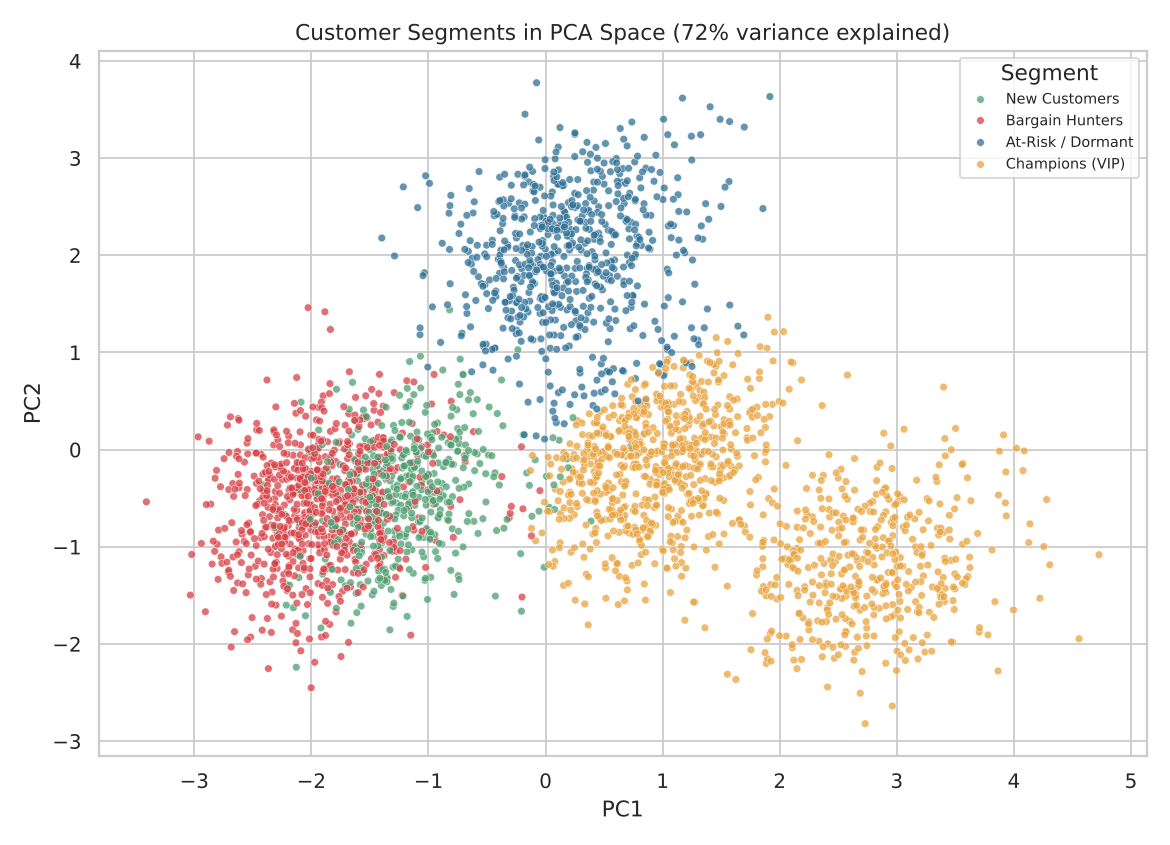 Customer Segments in PCA Space (72% variance explained)
Segment
New Customers
Bargain Hunters
At-Risk / Dormant
Champions (VIP)
4
3
2
1
0
−1
−2
−3
PC2
−3 −2 −1 0 1 2 3 4 5
PC1